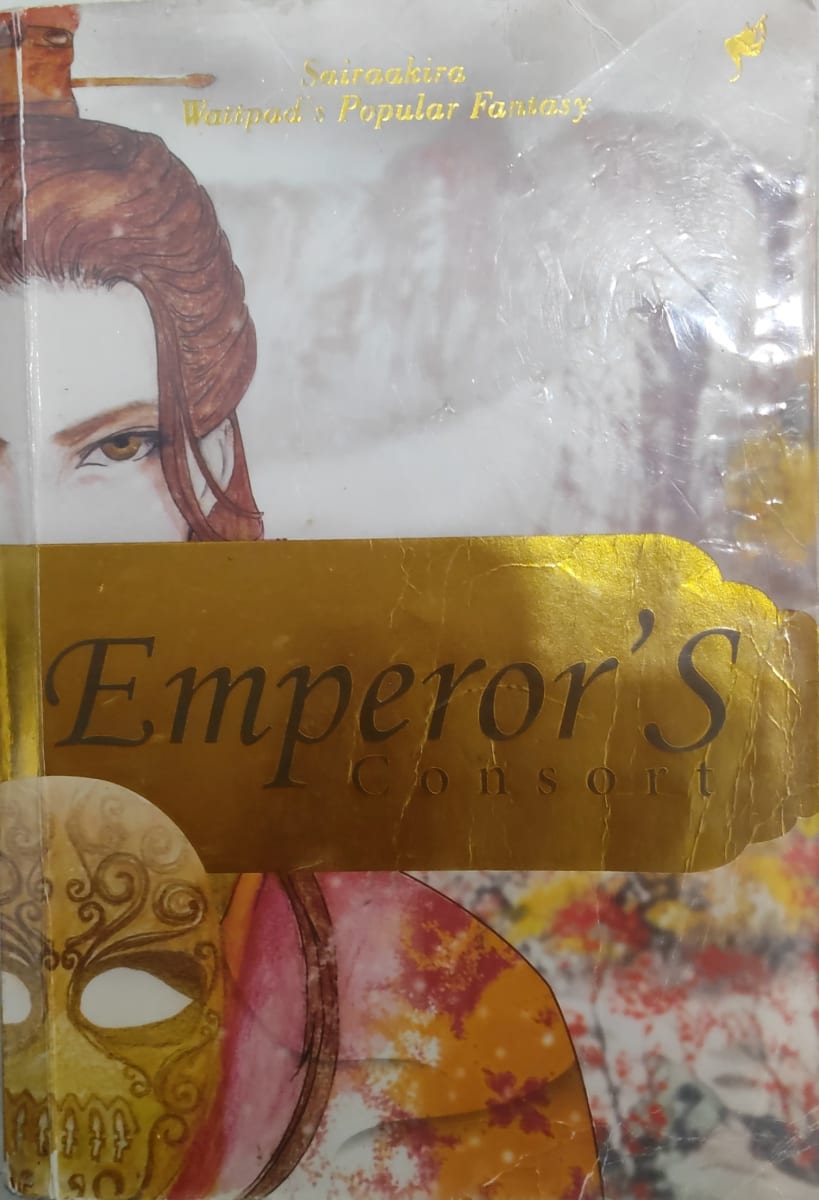 Sairaakira
Wattpad's Popular Fantasy
Emperor'S
Consort